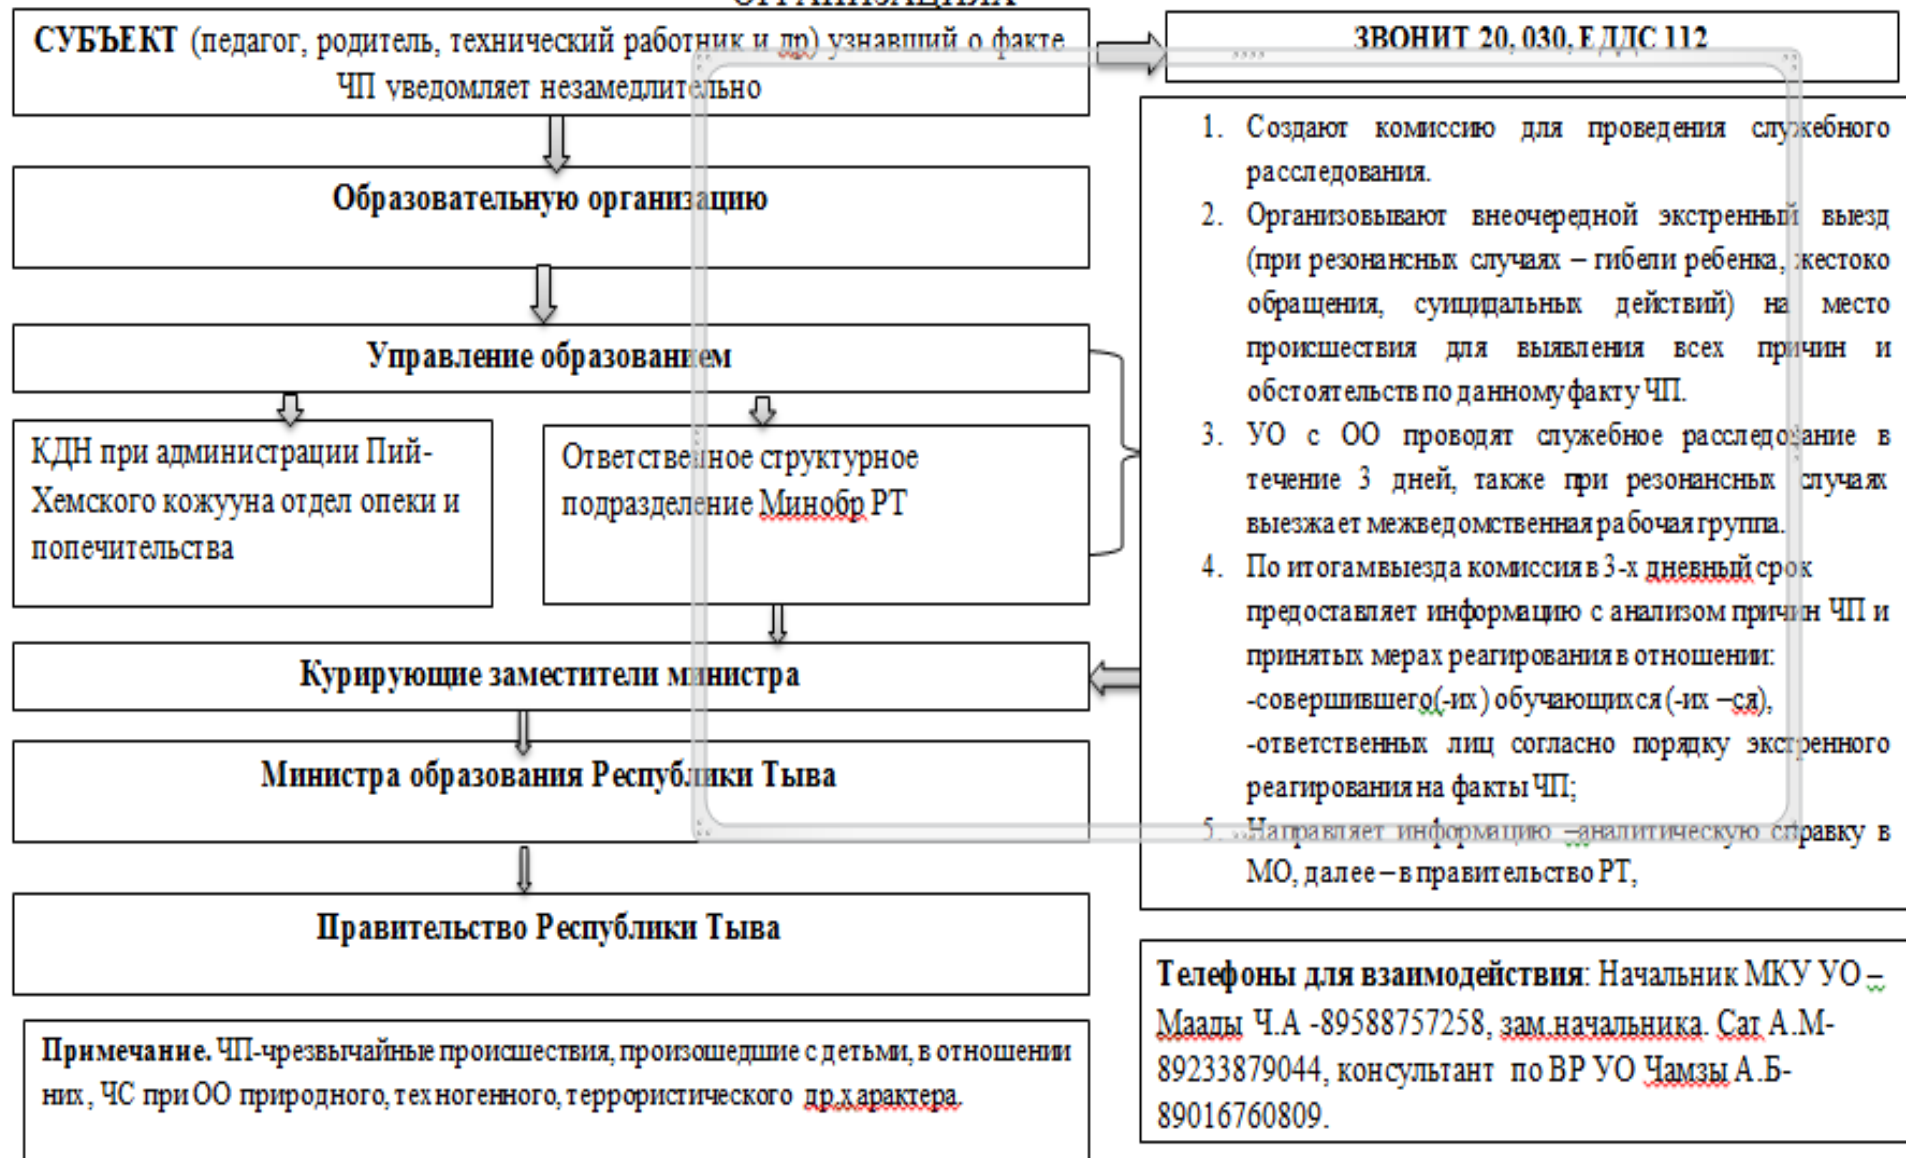 СУБЪЕКТ (педагог, родитель, технический работник и др) узнавший о факте
ЧП уведомляет незамедлительно
ЗВОНИТ 20, 030, ЕДДС 112
Образовательную организацию
Управление образованием
КДН при администрации Пий-
Хемского кожууна отдел опеки и
попечительства
Ответственное структурное
подразделение Минобр РТ
Курирующие заместители министра
Министра образования Республики Тыва
Правительство Республики Тыва
Примечание. ЧП-чрезвычайные происшествия, произошедшие с детьми, в отношении
них, ЧС при ОО природного, техногенного, террористического др.характера.
1. Создают комиссию для проведения служебного
расследования.
2. Организовывают внеочередной экстренный выезд
(при резонансных случаях – гибели ребенка, жестоко
обращения, суицидальных действий) на место
происшествия для выявления всех причин и
обстоятельств по данному факту ЧП.
3. УО с ОО проводят служебное расследование в
течение 3 дней, также при резонансных случаях
выезжает межведомственная рабочая группа.
4. По итогам выезда комиссия в 3-х дневный срок
предоставляет информацию с анализом причин ЧП и
принятых мерах реагирования в отношении:
-совершившего(-их) обучающихся (-их –ся),
-ответственных лиц согласно порядку экстренного
реагирования на факты ЧП;
5. Направляет информацию –аналитическую справку в
МО, далее – в правительство РТ,
Телефоны для взаимодействия: Начальник МКУ УО –
Маады Ч.А -89588757258, зам.начальника. Сат А.М-
89233879044, консультант по ВР УО Чамзы А.Б-
89016760809.